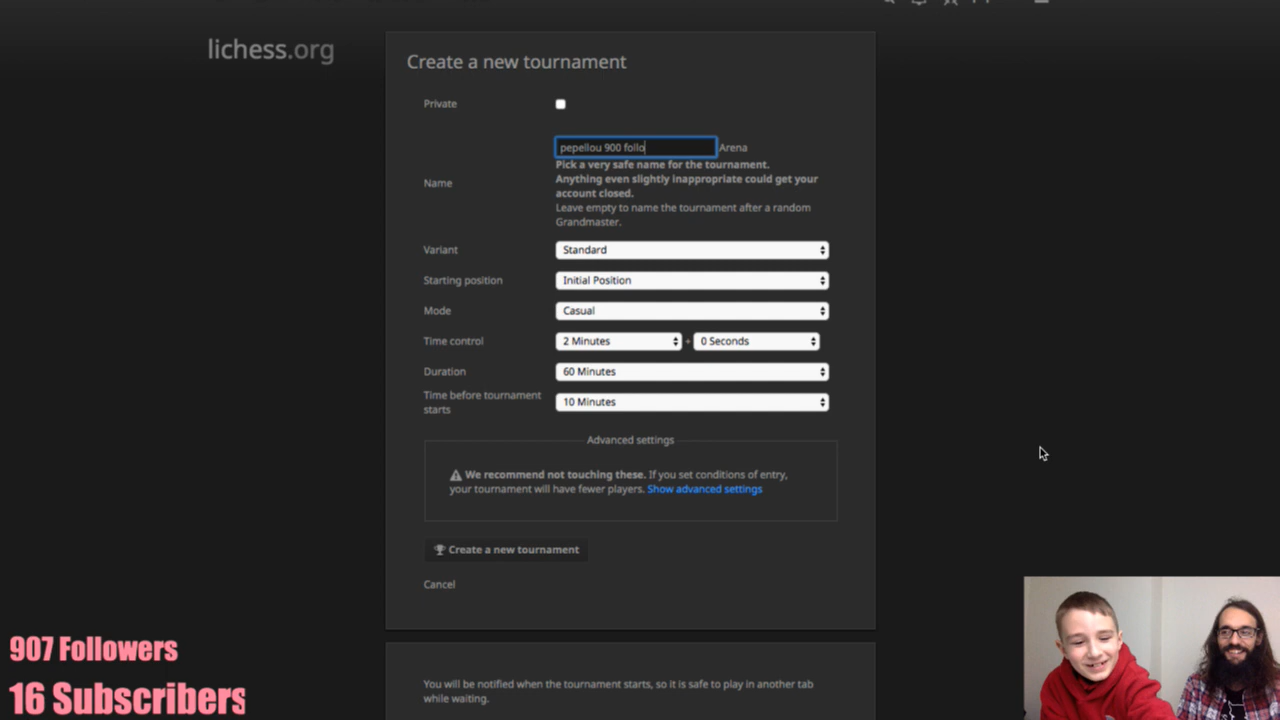 lichess.org
Create a new tournament
Private
pepellou 900 follo Arena
Pick a very safe name for the tournament.
Anything even slightly inappropriate could get your
account closed.
Name
Leave empty to name the tournament after a random
Grandmaster.
Variant Standard
Starting position Initial Position
Mode Casual
Time control 2 Minutes + 0 Seconds
Duration 60 Minutes
Time before tournament
starts 10 Minutes
Advanced settings
We recommend not touching these. If you set conditions of entry,
your tournament will have fewer players. Show advanced settings
Create a new tournament
Cancel
You will be notified when the tournament starts, so it is safe to play in another tab
while waiting.
907 Followers
16 Subscribers